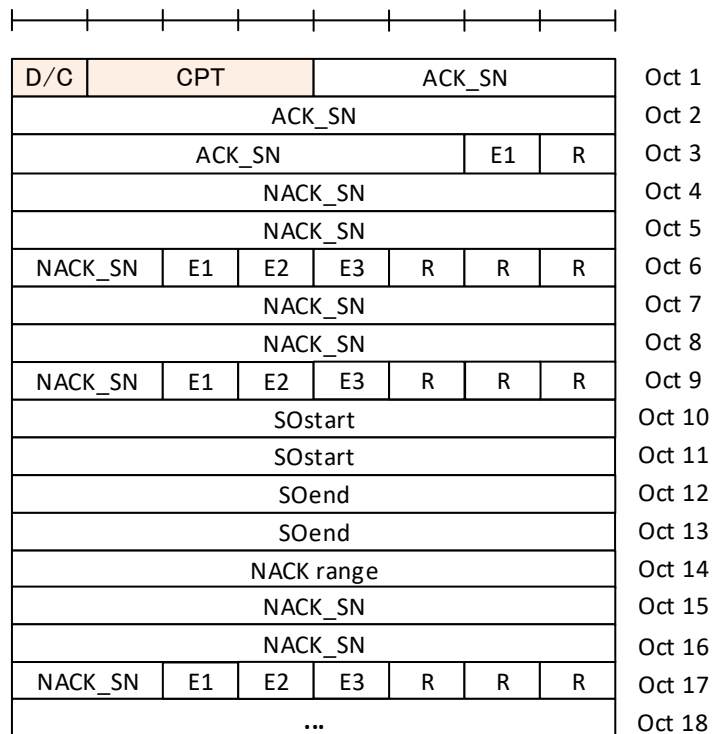 D/C CPT ACK_SN Oct 1
ACK_SN Oct 2
ACK_SN E1 R Oct 3
NACK_SN Oct 4
NACK_SN Oct 5
NACK_SN E1 E2 E3 R R R Oct 6
NACK_SN Oct 7
NACK_SN Oct 8
NACK_SN E1 E2 E3 R R R Oct 9
SOstart Oct 10
SOstart Oct 11
SOend Oct 12
SOend Oct 13
NACK range Oct 14
NACK_SN Oct 15
NACK_SN Oct 16
NACK_SN E1 E2 E3 R R R Oct 17
... Oct 18